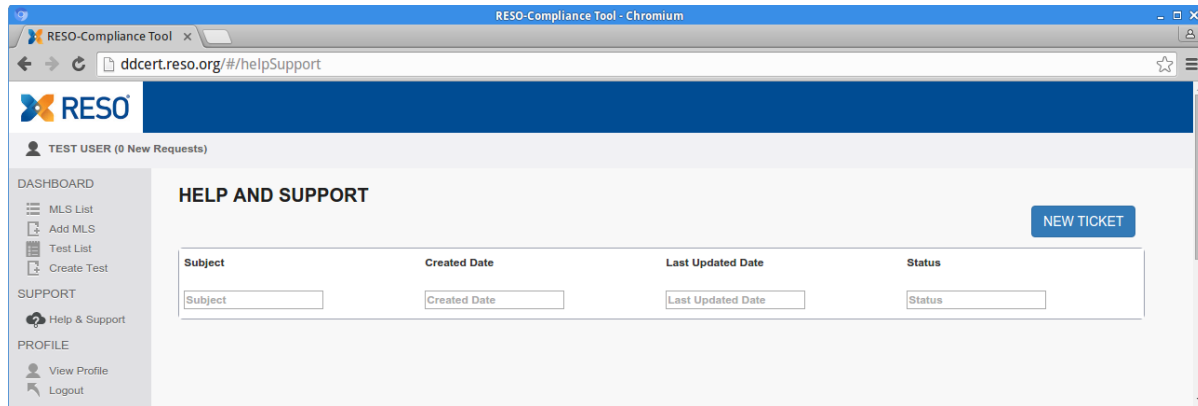 RESO-Compliance Tool - Chromium
RESO-Compliance Tool
ddcert.reso.org/#/helpSupport
RESO
TEST USER (0 New Requests)
DASHBOARD
MLS List
Add MLS
Test List
Create Test
SUPPORT
Help & Support
PROFILE
View Profile
Logout
HELP AND SUPPORT
NEW TICKET
Subject Created Date Last Updated Date Status
Subject Created Date Last Updated Date Status